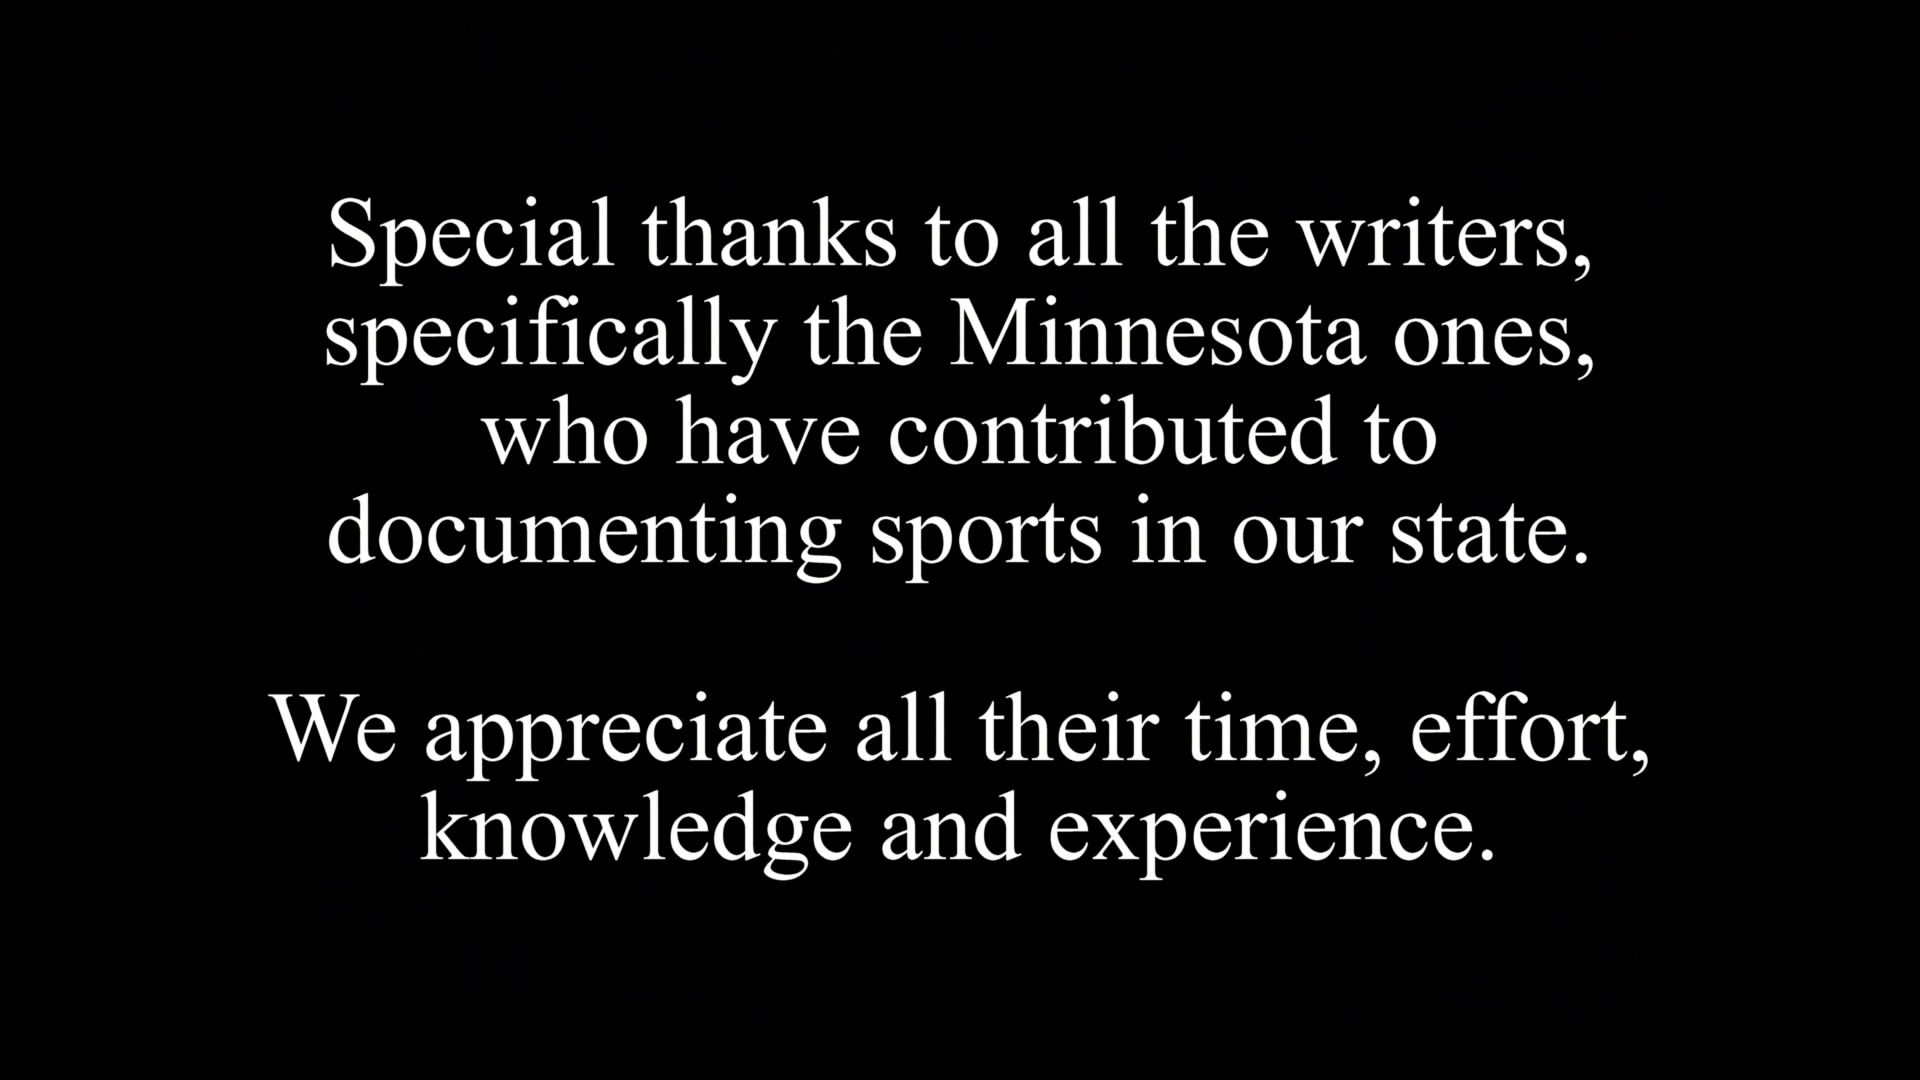 Special thanks to all the writers,
specifically the Minnesota ones,
who have contributed to
documenting sports in our state.
We appreciate all their time, effort,
knowledge and experience.